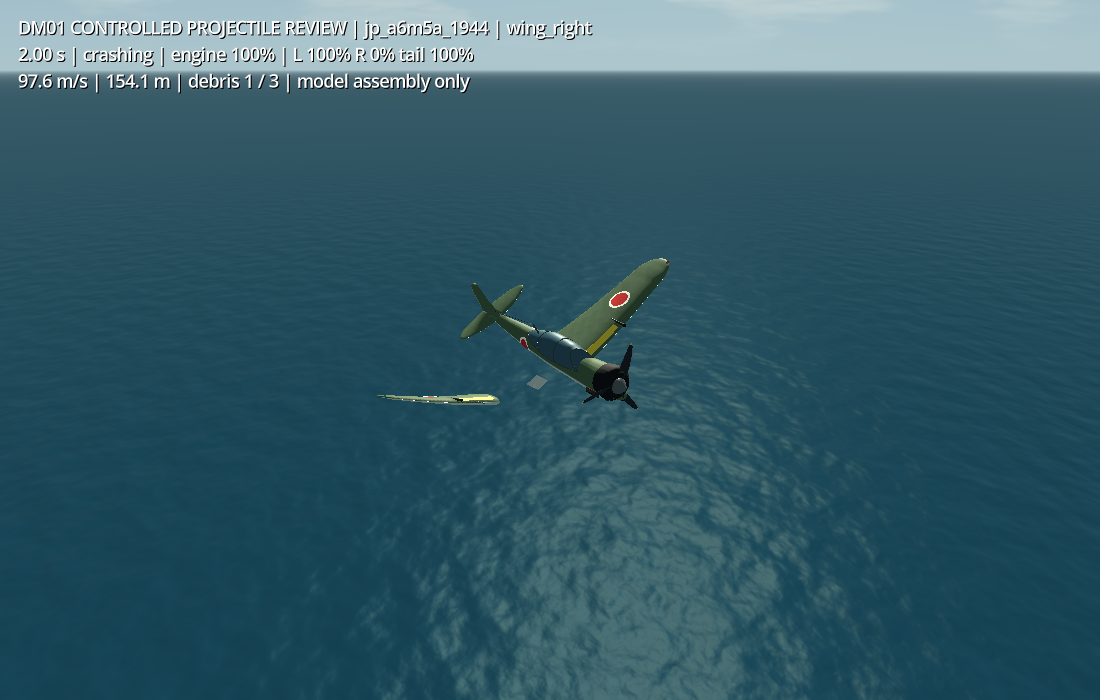 DM01 CONTROLLED PROJECTILE REVIEW | jp_a6m5a_1944 | wing_right
2.00 s | crashing | engine 100% | L 100% R 0% tail 100%
97.6 m/s | 154.1 m | debris 1 / 3 | model assembly only